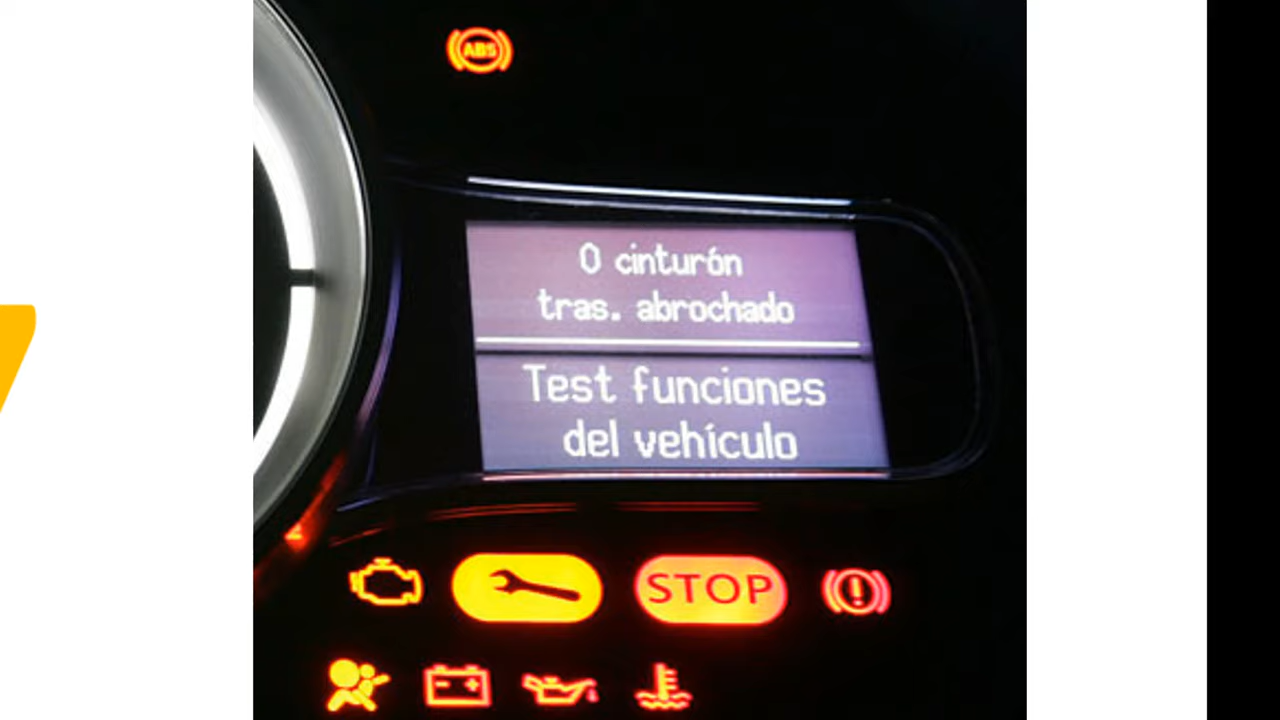 ABS
0 cinturón
tras. abrochado
Test funciones
del vehículo
STOP